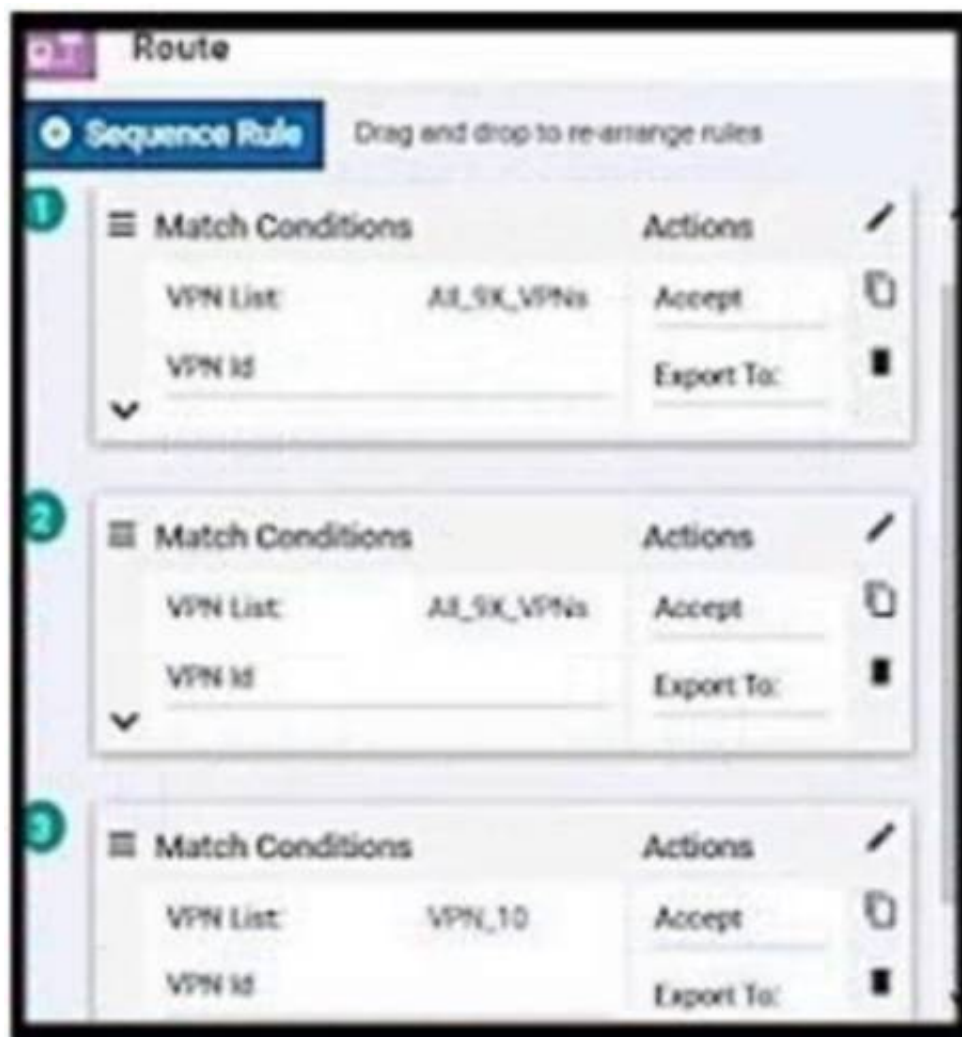 Route
Sequence Rule Drag and drop to re-arrange rules
1
Match Conditions Actions
VPN List: All_9X_VPNs Accept
VPN Id Export To:
2
Match Conditions Actions
VPN List: All_9X_VPNs Accept
VPN Id Export To:
3
Match Conditions Actions
VPN List: VPN_10 Accept
VPN Id Export To: